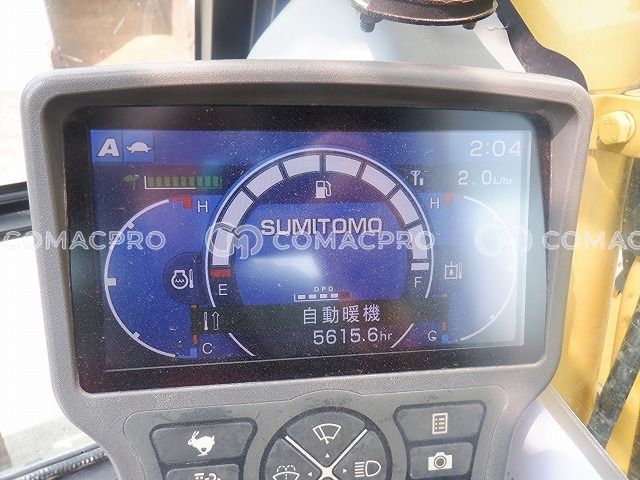 A 2:04
H H 2.0L/hr
SUMITOMO
COMACPRO COMACPRO COMACPRO
E F
DPD
自動暖機
C 5615.6hr C